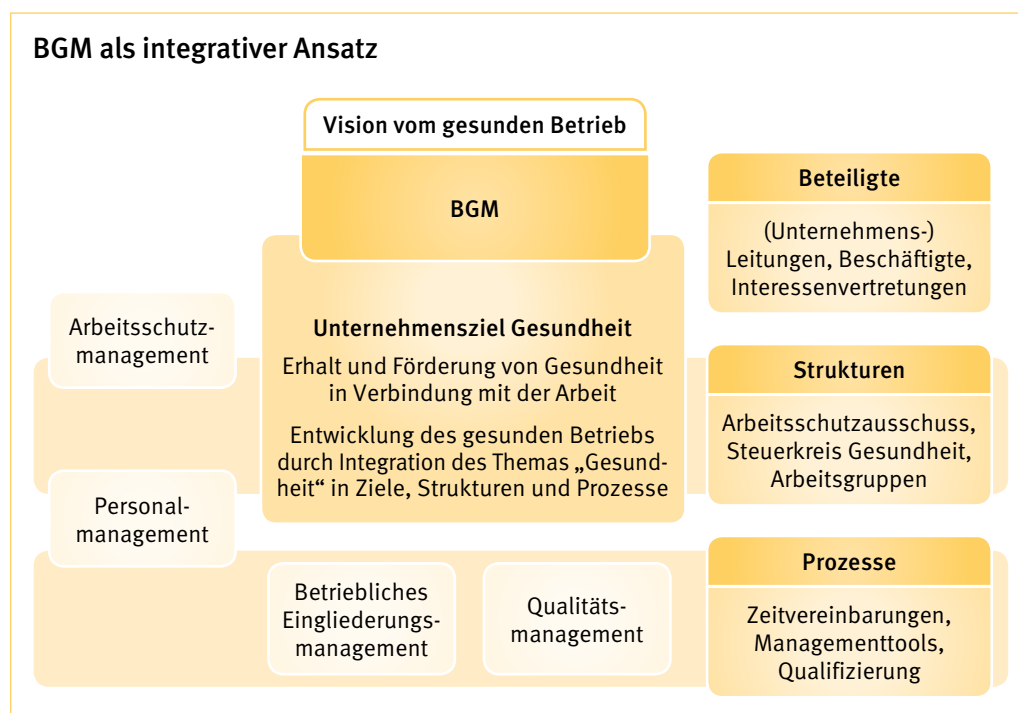 BGM als integrativer Ansatz
Vision vom gesunden Betrieb
BGM
Unternehmensziel Gesundheit
Erhalt und Förderung von Gesundheit
in Verbindung mit der Arbeit
Entwicklung des gesunden Betriebs
durch Integration des Themas „Gesund-
heit“ in Ziele, Strukturen und Prozesse
Arbeitsschutz-
management
Personal-
management
Betriebliches
Eingliederungs-
management
Qualitäts-
management
Beteiligte
(Unternehmens-)
Leitungen, Beschäftigte,
Interessenvertretungen
Strukturen
Arbeitsschutzausschuss,
Steuerkreis Gesundheit,
Arbeitsgruppen
Prozesse
Zeitvereinbarungen,
Managementtools,
Qualifizierung